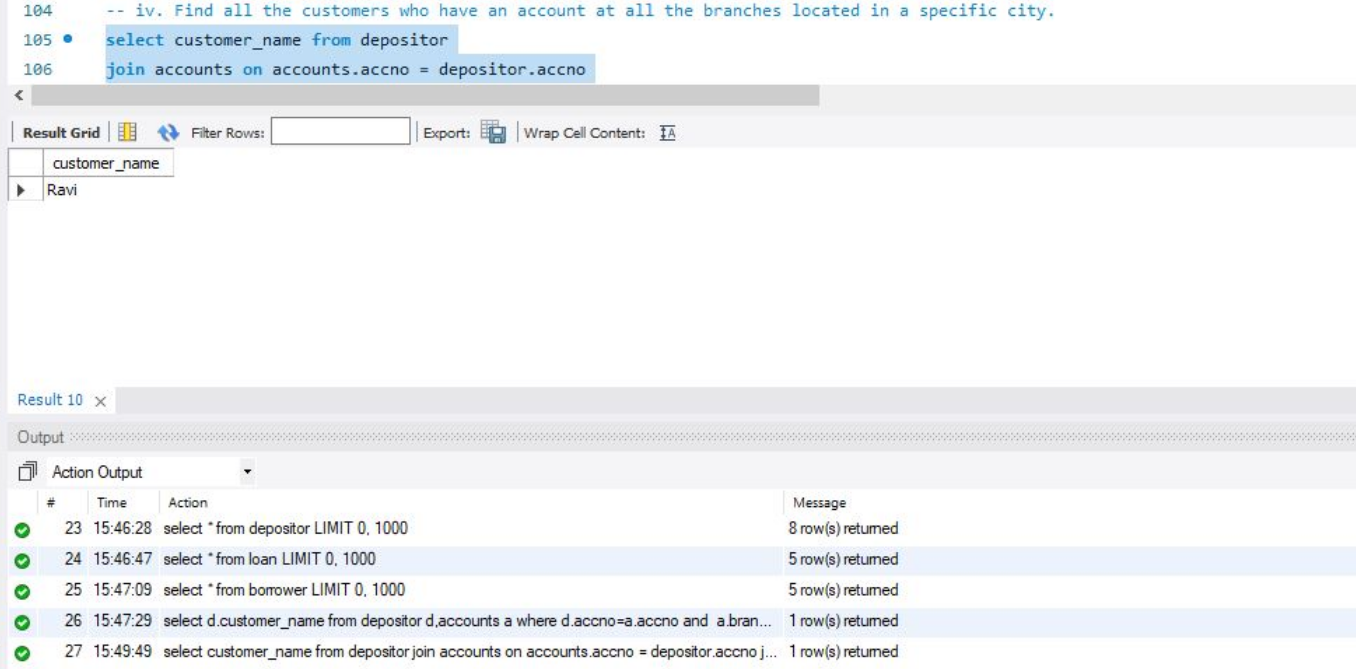 104 -- iv. Find all the customers who have an account at all the branches located in a specific city.
105 select customer_name from depositor
106 join accounts on accounts.accno = depositor.accno
Result Grid Filter Rows: Export: Wrap Cell Content: IA
customer_name
Ravi
Result 10 ×
Output
Action Output
# Time Action Message
23 15:46:28 select * from depositor LIMIT 0, 1000 8 row(s) returned
24 15:46:47 select * from loan LIMIT 0, 1000 5 row(s) returned
25 15:47:09 select * from borrower LIMIT 0, 1000 5 row(s) returned
26 15:47:29 select d.customer_name from depositor d,accounts a where d.accno=a.accno and a.bran... 1 row(s) returned
27 15:49:49 select customer_name from depositor join accounts on accounts.accno = depositor.accno j... 1 row(s) returned